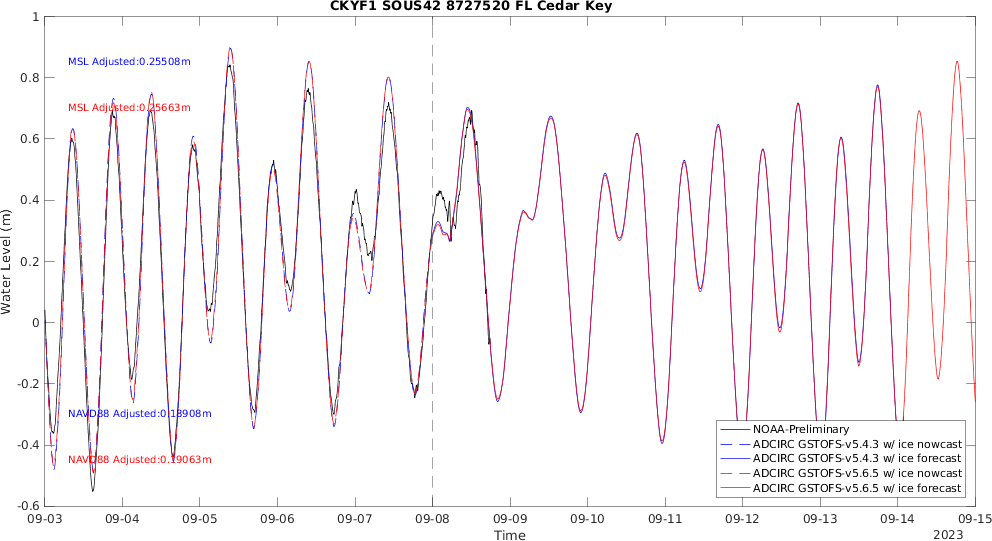 CKYF1 SOUS42 8727520 FL Cedar Key
1
0.8
0.6
0.4
0.2
0
-0.2
-0.4
-0.6
Water Level (m)
MSL Adjusted:0.25508m
MSL Adjusted:0.25663m
NAVD88 Adjusted:0.18908m
NAVD88 Adjusted:0.19063m
NOAA-Preliminary
ADCIRC GSTOFS-v5.4.3 w/ ice nowcast
ADCIRC GSTOFS-v5.4.3 w/ ice forecast
ADCIRC GSTOFS-v5.6.5 w/ ice nowcast
ADCIRC GSTOFS-v5.6.5 w/ ice forecast
09-03 09-04 09-05 09-06 09-07 09-08 09-09 09-10 09-11 09-12 09-13 09-14 09-15
Time
2023